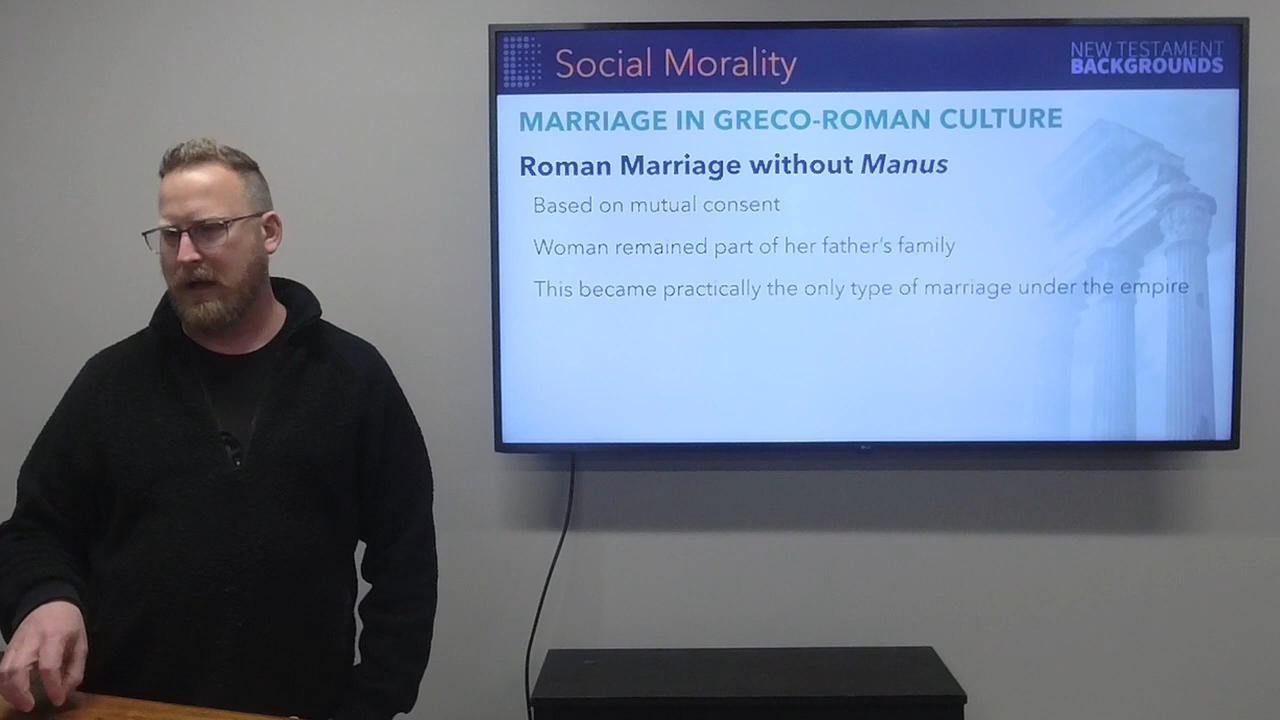 Social Morality
NEW TESTAMENT
BACKGROUNDS
MARRIAGE IN GRECO-ROMAN CULTURE
Roman Marriage without Manus
Based on mutual consent
Woman remained part of her father's family
This became practically the only type of marriage under the empire